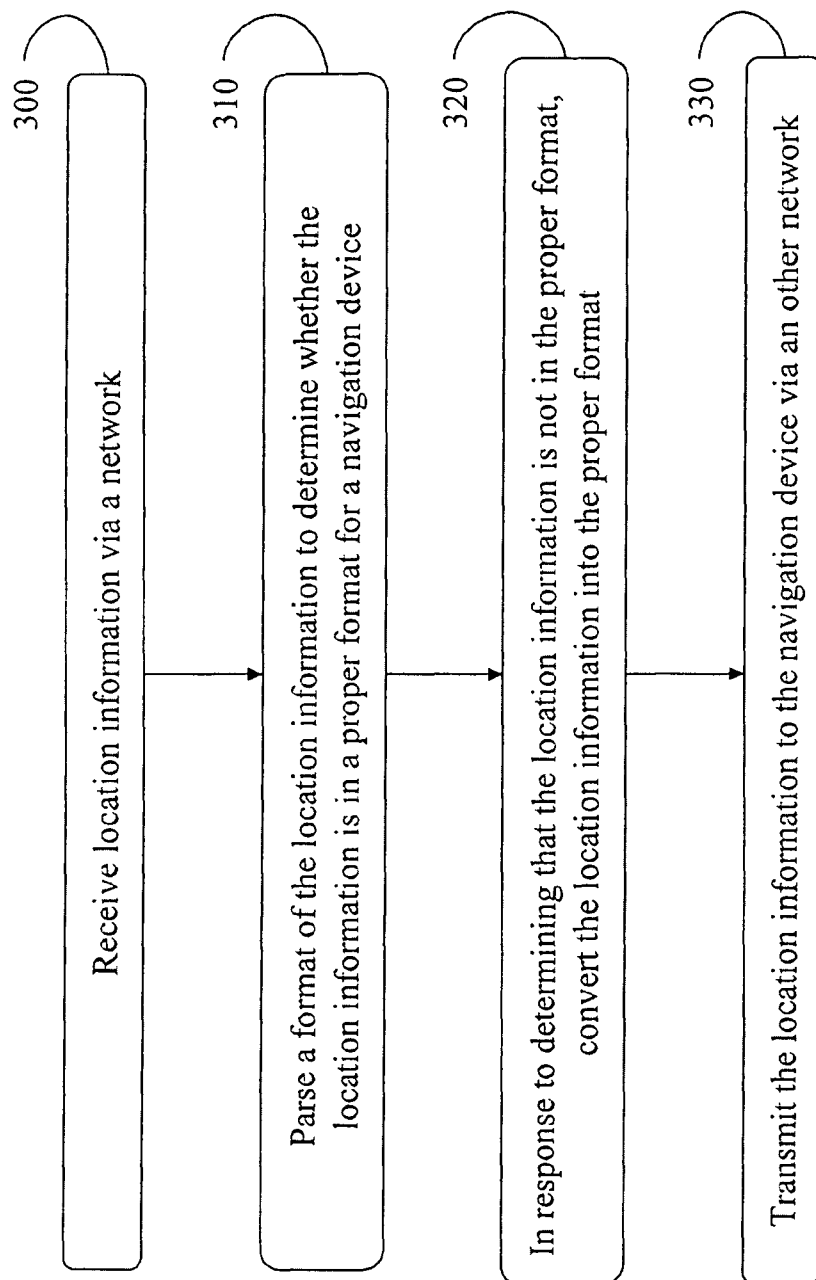 300
Receive location information via a network
310
Parse a format of the location information to determine whether the
location information is in a proper format for a navigation device
320
In response to determining that the location information is not in the proper format,
convert the location information into the proper format
330
Transmit the location information to the navigation device via an other network